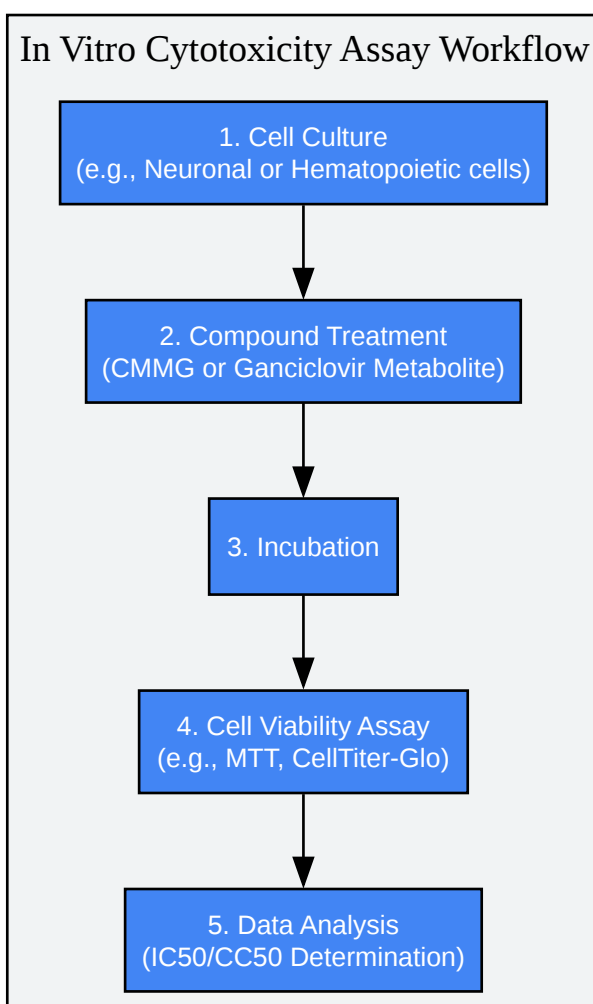 In Vitro Cytotoxicity Assay Workflow
1. Cell Culture
(e.g., Neuronal or Hematopoietic cells)
2. Compound Treatment
(CMMG or Ganciclovir Metabolite)
3. Incubation
4. Cell Viability Assay
(e.g., MTT, CellTiter-Glo)
5. Data Analysis
(IC50/CC50 Determination)